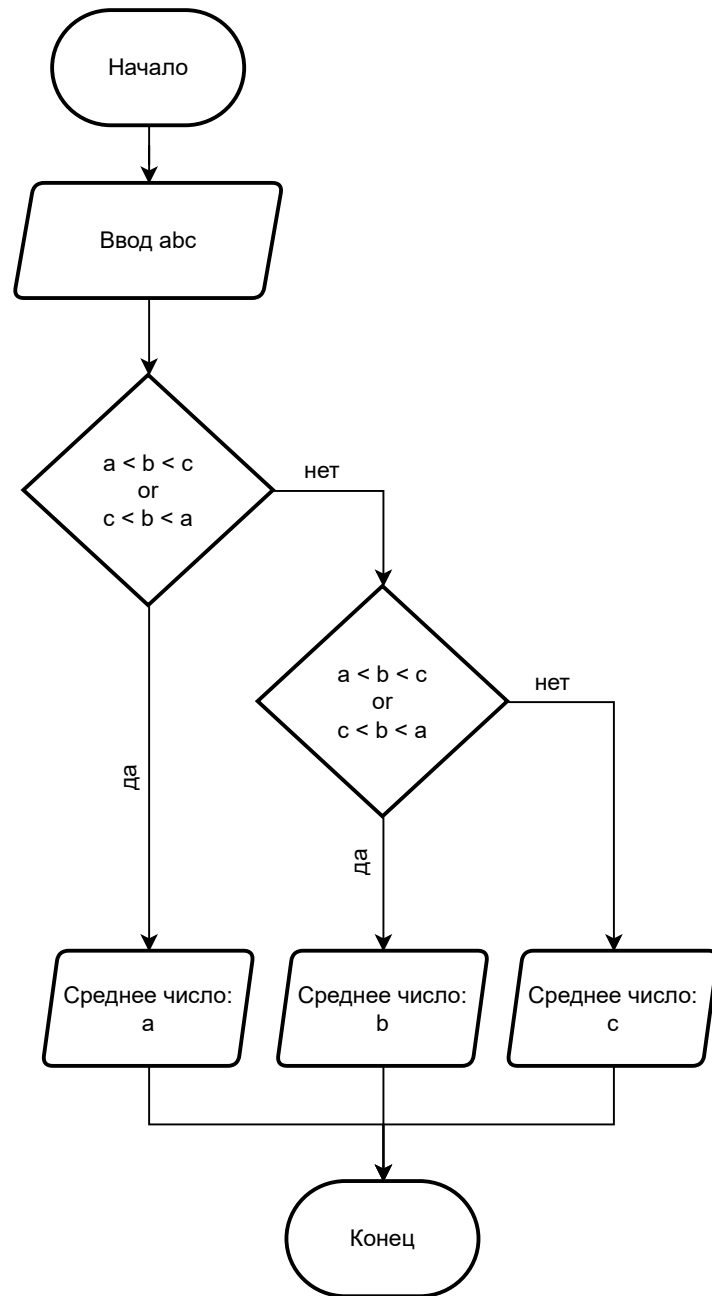 Начало
Ввод abc
a < b < c
or
c < b < a
нет
a < b < c
or
c < b < a
нет
да
да
Среднее число:
a
Среднее число:
b
Среднее число:
c
Конец